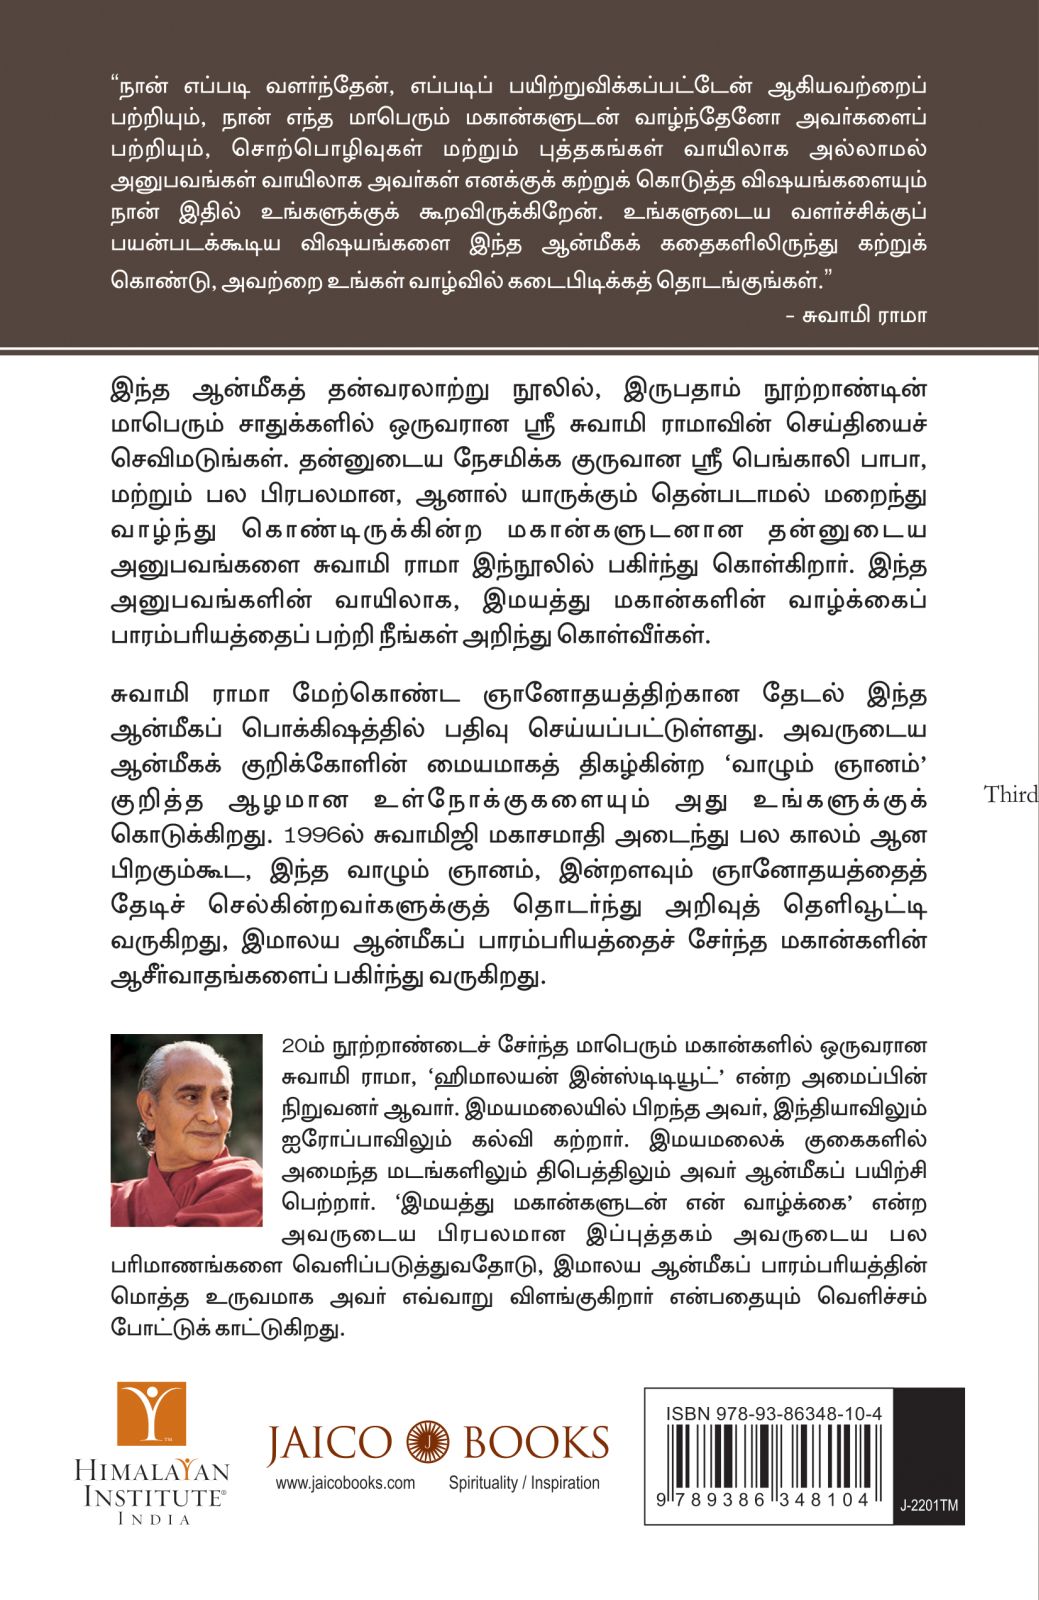 “நான் எப்படி வளர்ந்தேன், எப்படிப் பயிற்றுவிக்கப்பட்டேன் ஆகியவற்றைப்
பற்றியும், நான் எந்த மாபெரும் மகான்களுடன் வாழ்ந்தேனோ அவர்களைப்
பற்றியும், சொற்பொழிவுகள் மற்றும் புத்தகங்கள் வாயிலாக அல்லாமல்
அனுபவங்கள் வாயிலாக அவர்கள் எனக்குக் கற்றுக் கொடுத்த விஷயங்களையும்
நான் இதில் உங்களுக்குக் கூறவிருக்கிறேன். உங்களுடைய வளர்ச்சிக்குப்
பயன்படக்கூடிய விஷயங்களை இந்த ஆன்மீகக் கதைகளிலிருந்து கற்றுக்
கொண்டு, அவற்றை உங்கள் வாழ்வில் கடைபிடிக்கத் தொடங்குங்கள்.”
– சுவாமி ராமா
இந்த ஆன்மீகத் தன்வரலாற்று நூலில், இருபதாம் நூற்றாண்டின்
மாபெரும் சாதுக்களில் ஒருவரான ஸ்ரீ சுவாமி ராமாவின் செய்தியைச்
செவிமடுங்கள். தன்னுடைய நேசமிக்க குருவான ஸ்ரீ பெங்காலி பாபா,
மற்றும் பல பிரபலமான, ஆனால் யாருக்கும் தென்படாமல் மறைந்து
வாழ்ந்து கொண்டிருக்கின்ற மகான்களுடனான தன்னுடைய
அனுபவங்களை சுவாமி ராமா இந்நூலில் பகிர்ந்து கொள்கிறார். இந்த
அனுபவங்களின் வாயிலாக, இமயத்து மகான்களின் வாழ்க்கைப்
பாரம்பரியத்தைப் பற்றி நீங்கள் அறிந்து கொள்வீர்கள்.
சுவாமி ராமா மேற்கொண்ட ஞானோதயத்திற்கான தேடல் இந்த
ஆன்மீகப் பொக்கிஷத்தில் பதிவு செய்யப்பட்டுள்ளது. அவருடைய
ஆன்மீகக் குறிக்கோளின் மையமாகத் திகழ்கின்ற ‘வாழும் ஞானம்’
குறித்த ஆழமான உள்நோக்குகளையும் அது உங்களுக்குக்
கொடுக்கிறது. 1996ல் சுவாமிஜி மகாசமாதி அடைந்து பல காலம் ஆன
பிறகும்கூட, இந்த வாழும் ஞானம், இன்றளவும் ஞானோதயத்தைத்
தேடிச் செல்கின்றவர்களுக்குத் தொடர்ந்து அறிவுத் தெளிவூட்டி
வருகிறது, இமாலய ஆன்மீகப் பாரம்பரியத்தைச் சேர்ந்த மகான்களின்
ஆசீர்வாதங்களைப் பகிர்ந்து வருகிறது.
Third
20ம் நூற்றாண்டைச் சேர்ந்த மாபெரும் மகான்களில் ஒருவரான
சுவாமி ராமா, ‘ஹிமாலயன் இன்ஸ்டிடியூட்’ என்ற அமைப்பின்
நிறுவனர் ஆவார். இமயமலையில் பிறந்த அவர், இந்தியாவிலும்
ஐரோப்பாவிலும் கல்வி கற்றார். இமயமலைக் குகைகளில்
அமைந்த மடங்களிலும் திபெத்திலும் அவர் ஆன்மீகப் பயிற்சி
பெற்றார். ‘இமயத்து மகான்களுடன் என் வாழ்க்கை’ என்ற
அவருடைய பிரபலமான இப்புத்தகம் அவருடைய பல
பரிமாணங்களை வெளிப்படுத்துவதோடு, இமாலய ஆன்மீகப் பாரம்பரியத்தின்
மொத்த உருவமாக அவர் எவ்வாறு விளங்குகிறார் என்பதையும் வெளிச்சம்
போட்டுக் காட்டுகிறது.
HIMALAYAN
INSTITUTE®
INDIA
JAICO J BOOKS
www.jaicobooks.com Spirituality / Inspiration
ISBN 978-93-86348-10-4
9 789386 348104
J-2201TM